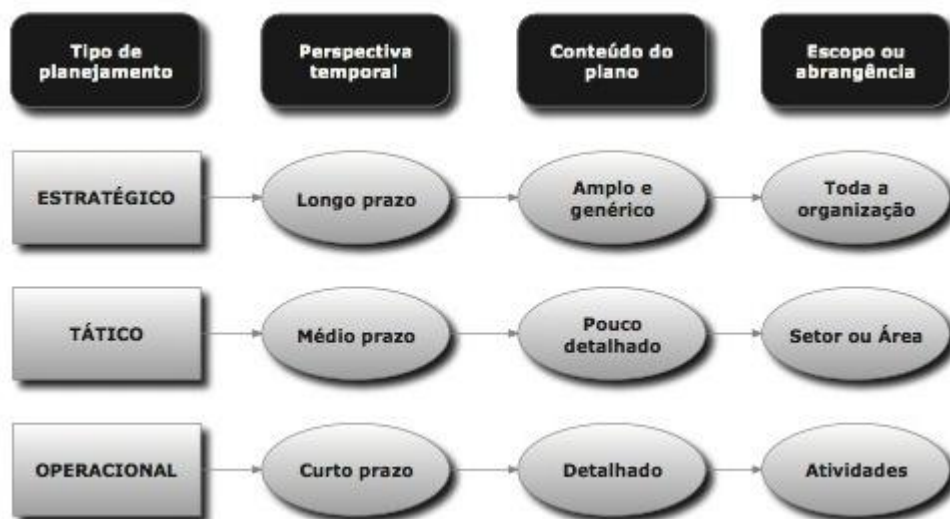 Tipo de
planejamento
Perspectiva
temporal
Conteúdo do
plano
Escopo ou
abrangência
ESTRATÉGICO
Longo prazo
Amplo e
genérico
Toda a
organização
TÁTICO
Médio prazo
Pouco
detalhado
Setor ou Área
OPERACIONAL
Curto prazo
Detalhado
Atividades